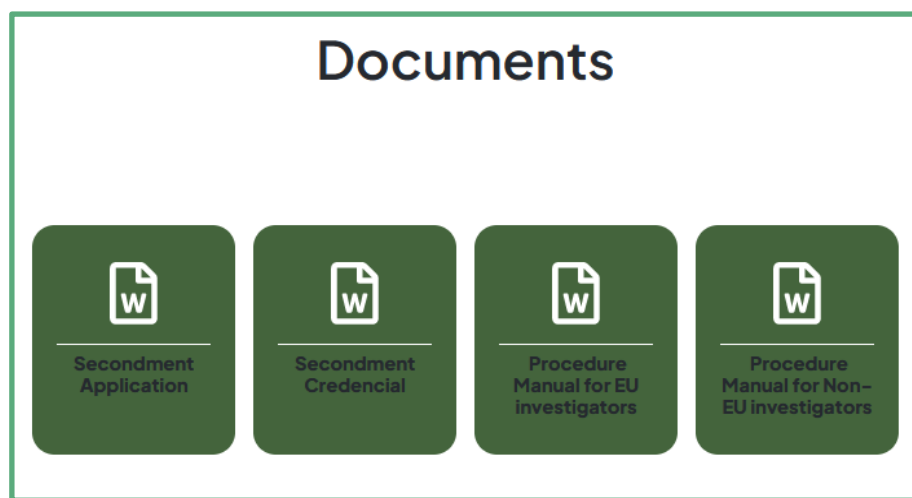 Documents
W
W
W
W
Secondment
Application
Secondment
Credencial
Procedure
Manual for EU
investigators
Procedure
Manual for Non-
EU investigators